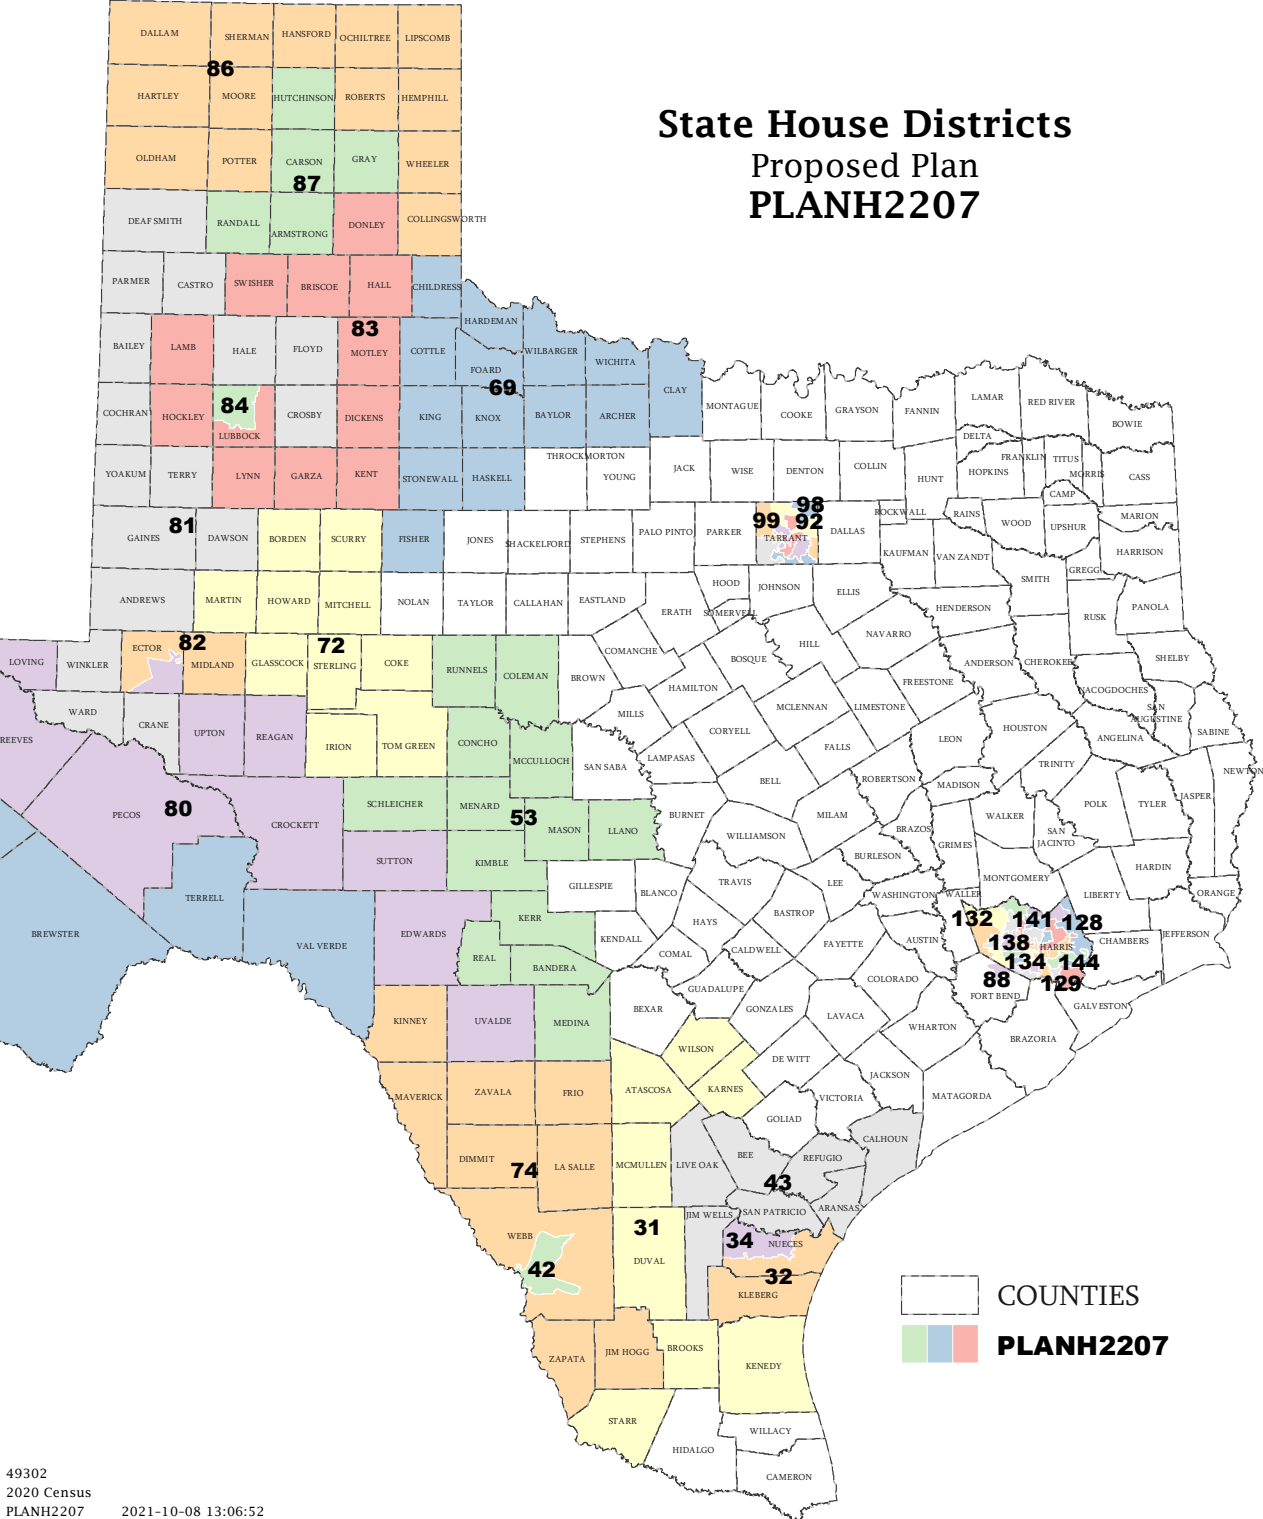 DALLAM SHERMAN HANSFORD OCHILTREE LIPSCOMB
86
HARTLEY MOORE HUTCHINSON ROBERTS HEMPHILL
State House Districts
Proposed Plan
PLANH2207
OLDHAM POTTER CARSON GRAY WHEELER
87
DEAF SMITH RANDALL ARMSTRONG DONLEY COLLINGSWORTH
PARMER CASTRO SWISHER BRISCOE HALL CHILDRESS
HARDEMAN
83
BAILEY LAMB HALE FLOYD MOTLEY COTTLE FOARD WILBARGER WICHITA
69
CLAY
84
COCHRAN HOCKLEY LUBBOCK CROSBY DICKENS KING KNOX BAYLOR ARCHER
MONTAGUE COOKE GRAYSON FANNIN LAMAR RED RIVER BOWIE
DELTA
YOAKUM TERRY LYNN GARZA KENT STONEWALL HASKELL THROCKMORTON YOUNG JACK WISE DENTON COLLIN HUNT HOPKINS FRANKLIN TITUS MORRIS CASS
CAMP
81
98
99 92
GAINES DAWSON BORDEN SCURRY FISHER JONES SHACKELFORD STEPHENS PALO PINTO PARKER TARRANT DALLAS ROCKWALL RAINS WOOD UPSHUR MARION
KAUFMAN VAN ZANDT HARRISON
GREGG
ANDREWS MARTIN HOWARD MITCHELL NOLAN TAYLOR CALLAHAN EASTLAND ERATH HOOD SOMERVELL JOHNSON ELLIS HENDERSON SMITH RUSK PANOLA
82
72
LOVING WINKLER ECTOR MIDLAND GLASSCOCK STERLING COKE RUNNELS COLEMAN BROWN COMANCHE BOSQUE HILL NAVARRO ANDERSON CHEROKEE SHELBY
HAMILTON FREESTONE NACOGDOCHES
WARD CRANE MILLS MCLENNAN LIMESTONE SAN AUGUSTINE
REEVES UPTON REAGAN IRION TOM GREEN CONCHO MCCULLOCH SAN SABA LAMPASAS CORYELL FALLS LEON HOUSTON ANGELINA SABINE
TRINITY NEWTON
PECOS
80
CROCKETT SCHLEICHER MENARD
53
MASON LLANO BURNET BELL ROBERTSON MADISON POLK TYLER JASPER
WILLIAMSON MILAM BRAZOS WALKER SAN JACINTO
GRIMES
SUTTON KIMBLE BURLESON HARDIN
TERRELL GILLESPIE BLANCO TRAVIS LEE WASHINGTON WALLER MONTGOMERY LIBERTY ORANGE
BREWSTER VAL VERDE EDWARDS KERR KENDALL HAYS BASTROP
132 141 128
138 HARRIS
CHAMBERS JEFFERSON
134 144
REAL BANDERA COMAL CALDWELL FAYETTE AUSTIN
88 129
FORT BEND GALVESTON
KINNEY UVALDE MEDINA BEXAR GUADALUPE GONZALES LAVACA COLORADO WHARTON BRAZORIA
WILSON DE WITT JACKSON
MAVERICK ZAVALA FRIO ATASCOSA KARNES VICTORIA MATAGORDA
GOLIAD
CALHOUN
DIMMIT
74
LA SALLE MCMULLEN LIVE OAK BEE REFUGIO
43
JIM WELLS SAN PATRICIO ARANSAS
WEBB
31
34
NUECES
42
DUVAL
32
KLEBERG
COUNTIES
ZAPATA JIM HOGG BROOKS KENEDY
PLANH2207
STARR HIDALGO WILLACY
CAMERON
49302
2020 Census
PLANH2207 2021-10-08 13:06:52